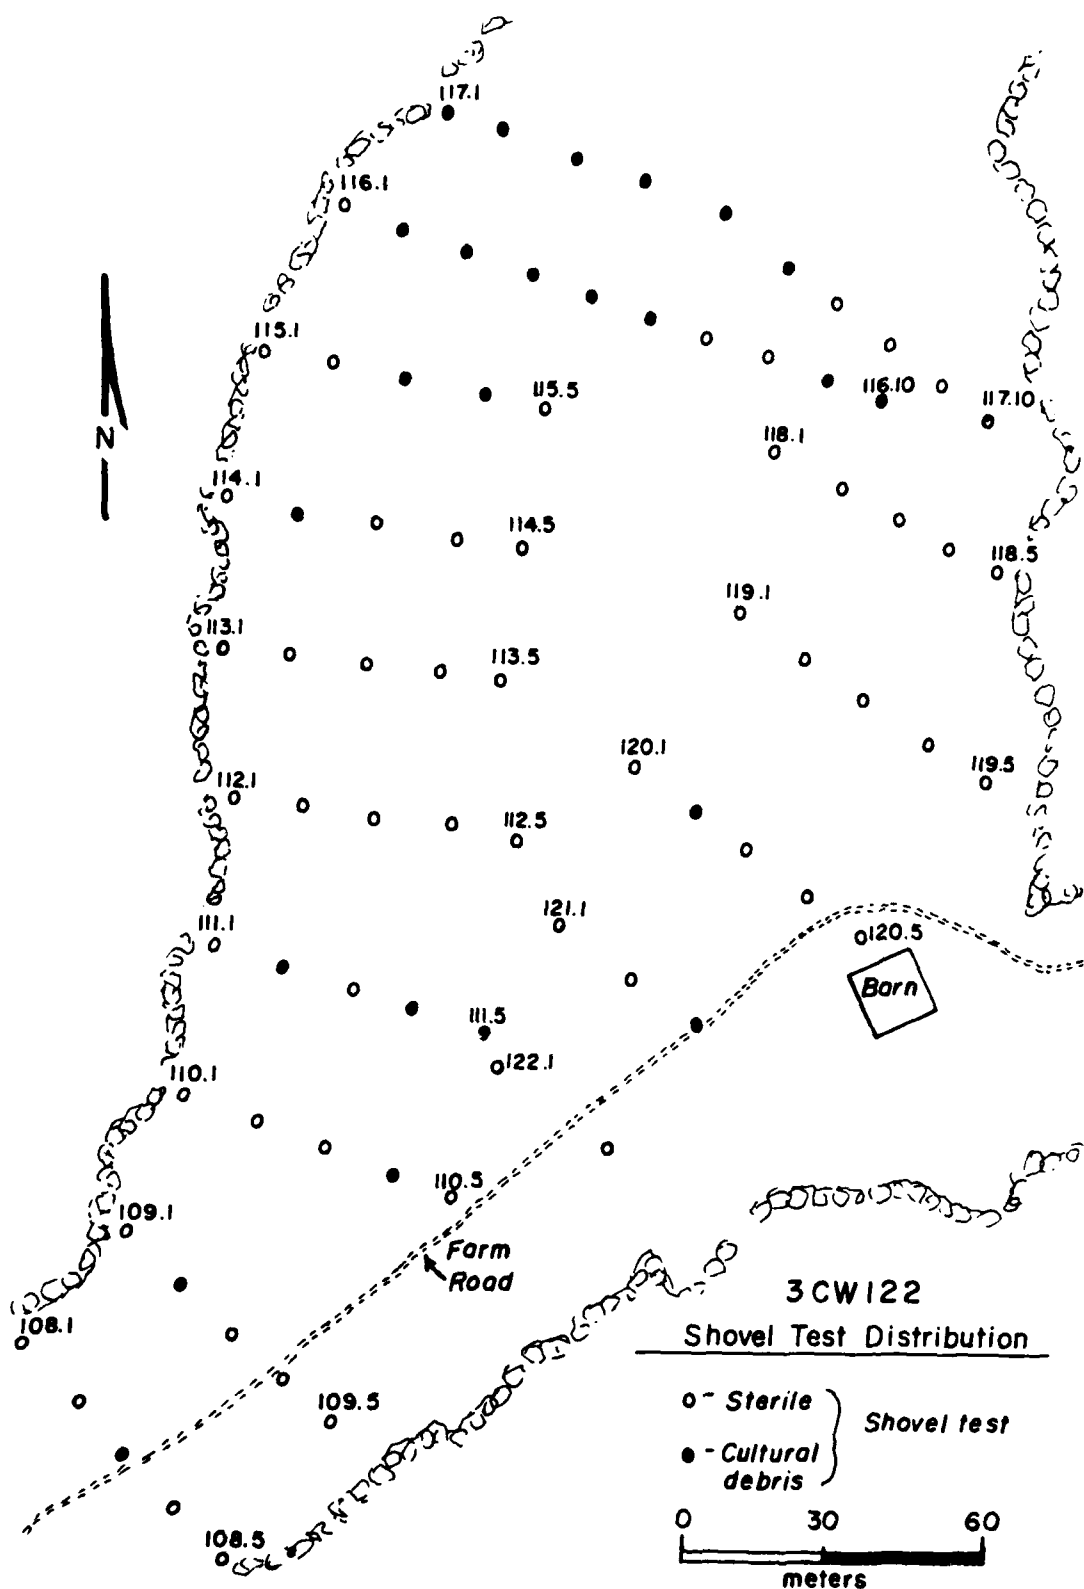 117.1
116.1
115.1
115.5
116.10
117.10
118.1
N
114.1
114.5
118.5
119.1
113.1
113.5
120.1
119.5
112.1
112.5
121.1
111.1
120.5
Barn
111.5
122.1
110.1
110.5
109.1
Farm
Road
3CW122
108.1
Shovel Test Distribution
109.5
o - Sterile
Shovel test
● - Cultural
debris
108.5
0 30 60
meters